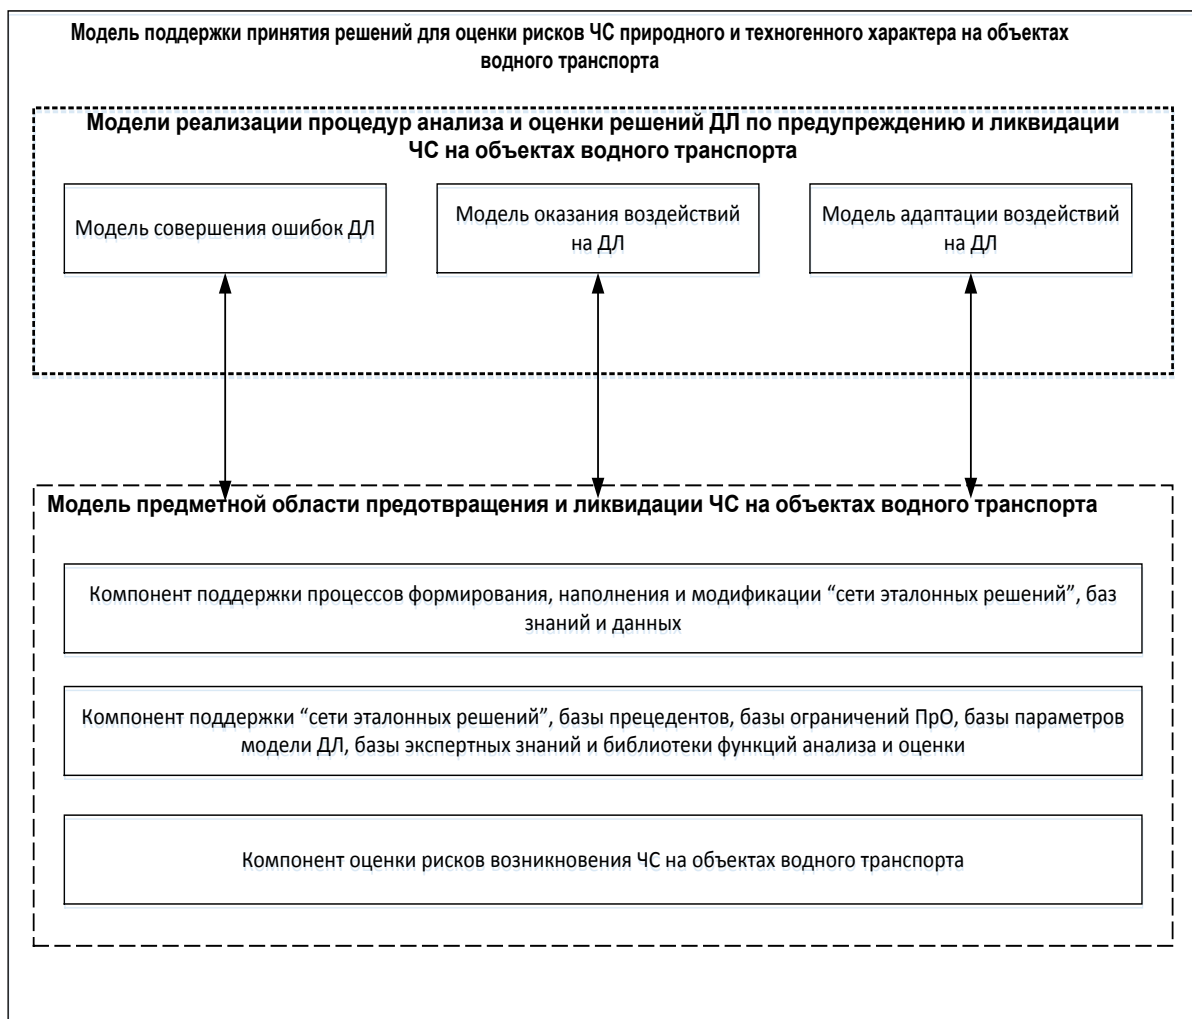 Модель поддержки принятия решений для оценки рисков ЧС природного и техногенного характера на объектах
водного транспорта
Модели реализации процедур анализа и оценки решений ДЛ по предупреждению и ликвидации
ЧС на объектах водного транспорта
Модель совершения ошибок ДЛ
Модель оказания воздействий
на ДЛ
Модель адаптации воздействий
на ДЛ
Модель предметной области предотвращения и ликвидации ЧС на объектах водного транспорта
Компонент поддержки процессов формирования, наполнения и модификации “сети эталонных решений”, баз
знаний и данных
Компонент поддержки “сети эталонных решений”, базы прецедентов, базы ограничений ПрО, базы параметров
модели ДЛ, базы экспертных знаний и библиотеки функций анализа и оценки
Компонент оценки рисков возникновения ЧС на объектах водного транспорта